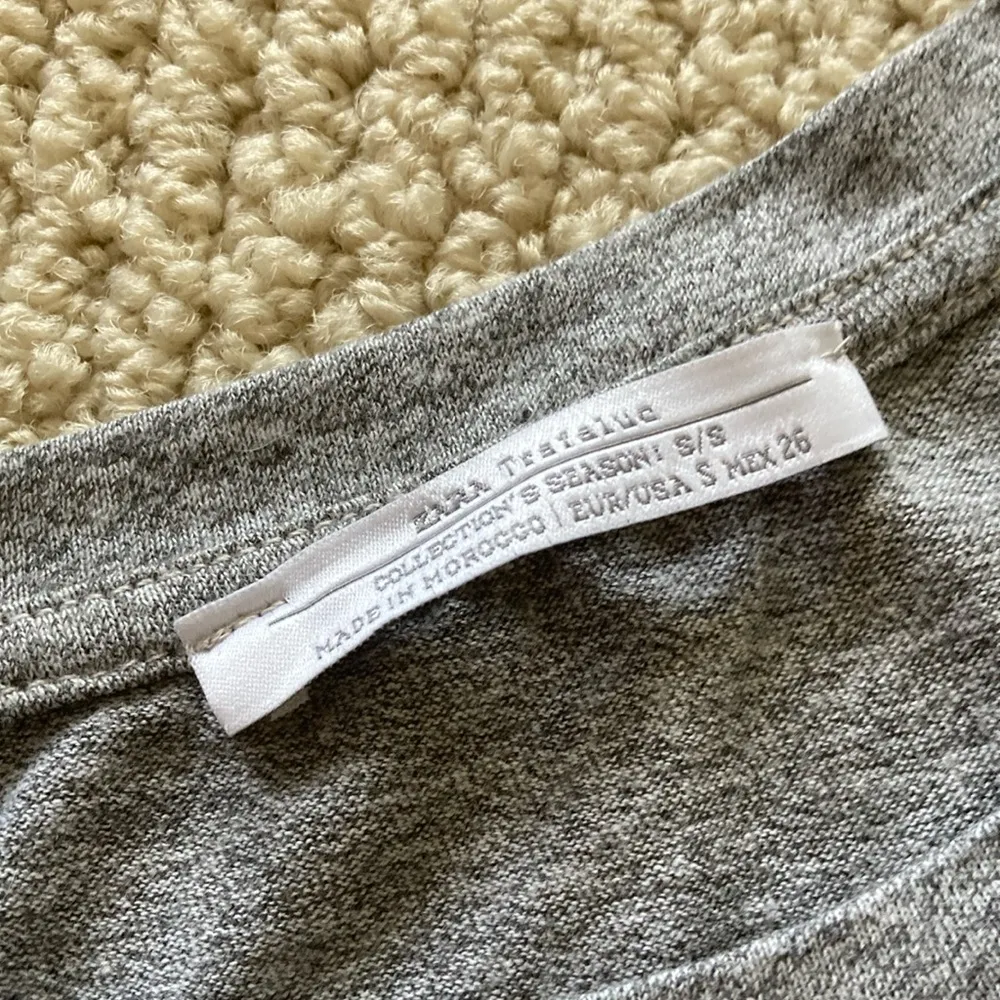 ZARA Trafaluc
COLLECTION'S SEASON: S/S
MADE IN MOROCCO | EUR/USA S MEX 26